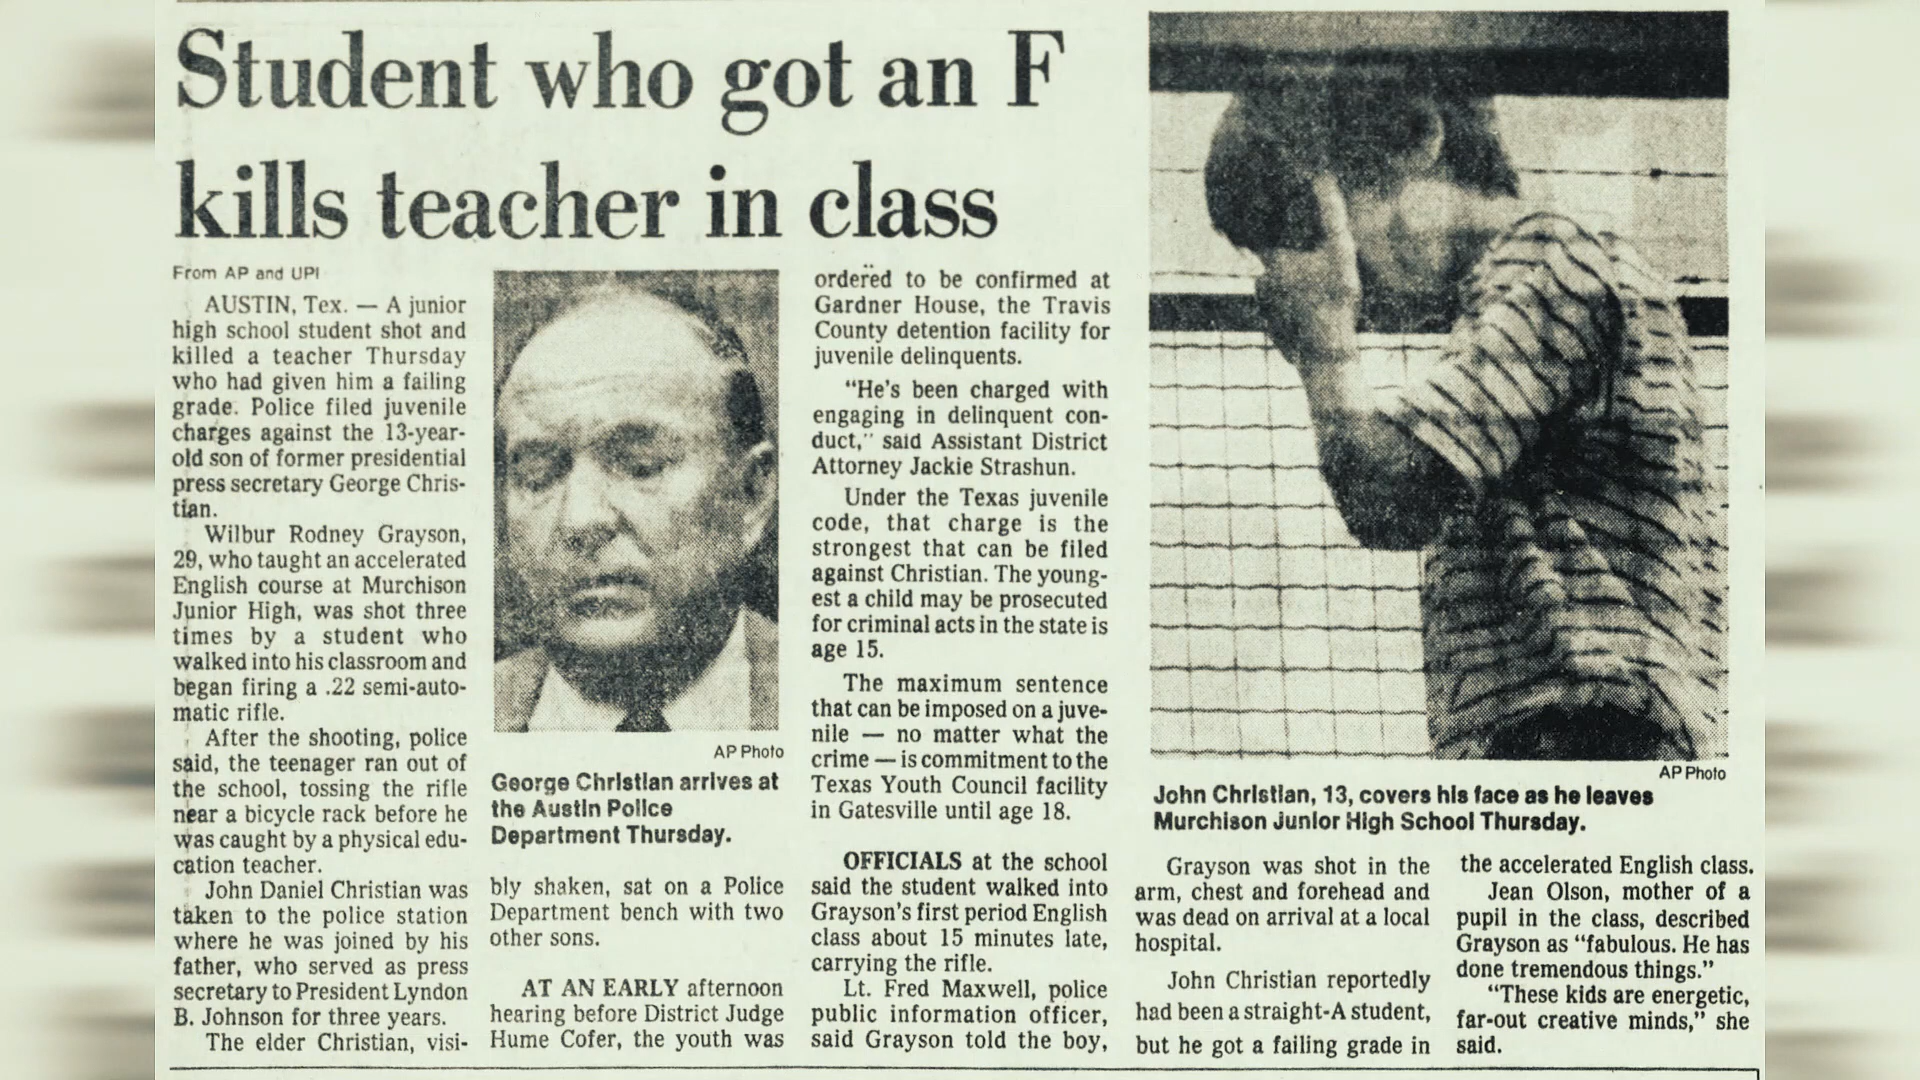 Student who got an F
kills teacher in class
From AP and UPI
AUSTIN, Tex. — A junior
high school student shot and
killed a teacher Thursday
who had given him a failing
grade. Police filed juvenile
charges against the 13-year-
old son of former presidential
press secretary George Chris-
tian.
Wilbur Rodney Grayson,
29, who taught an accelerated
English course at Murchison
Junior High, was shot three
times by a student who
walked into his classroom and
began firing a .22 semi-auto-
matic rifle.
After the shooting, police
said, the teenager ran out of
the school, tossing the rifle
near a bicycle rack before he
was caught by a physical edu-
cation teacher.
John Daniel Christian was
taken to the police station
where he was joined by his
father, who served as press
secretary to President Lyndon
B. Johnson for three years.
The elder Christian, visi-
AP Photo
George Christian arrives at
the Austin Police
Department Thursday.
bly shaken, sat on a Police
Department bench with two
other sons.
AT AN EARLY afternoon
hearing before District Judge
Hume Cofer, the youth was
ordered to be confirmed at
Gardner House, the Travis
County detention facility for
juvenile delinquents.
"He's been charged with
engaging in delinquent con-
duct," said Assistant District
Attorney Jackie Strashun.
Under the Texas juvenile
code, that charge is the
strongest that can be filed
against Christian. The young-
est a child may be prosecuted
for criminal acts in the state is
age 15.
The maximum sentence
that can be imposed on a juve-
nile — no matter what the
crime — is commitment to the
Texas Youth Council facility
in Gatesville until age 18.
OFFICIALS at the school
said the student walked into
Grayson's first period English
class about 15 minutes late,
carrying the rifle.
Lt. Fred Maxwell, police
public information officer,
said Grayson told the boy,
AP Photo
John Christian, 13, covers his face as he leaves
Murchison Junior High School Thursday.
Grayson was shot in the
arm, chest and forehead and
was dead on arrival at a local
hospital.
John Christian reportedly
had been a straight-A student,
but he got a failing grade in
the accelerated English class.
Jean Olson, mother of a
pupil in the class, described
Grayson as "fabulous. He has
done tremendous things."
"These kids are energetic,
far-out creative minds," she
said.